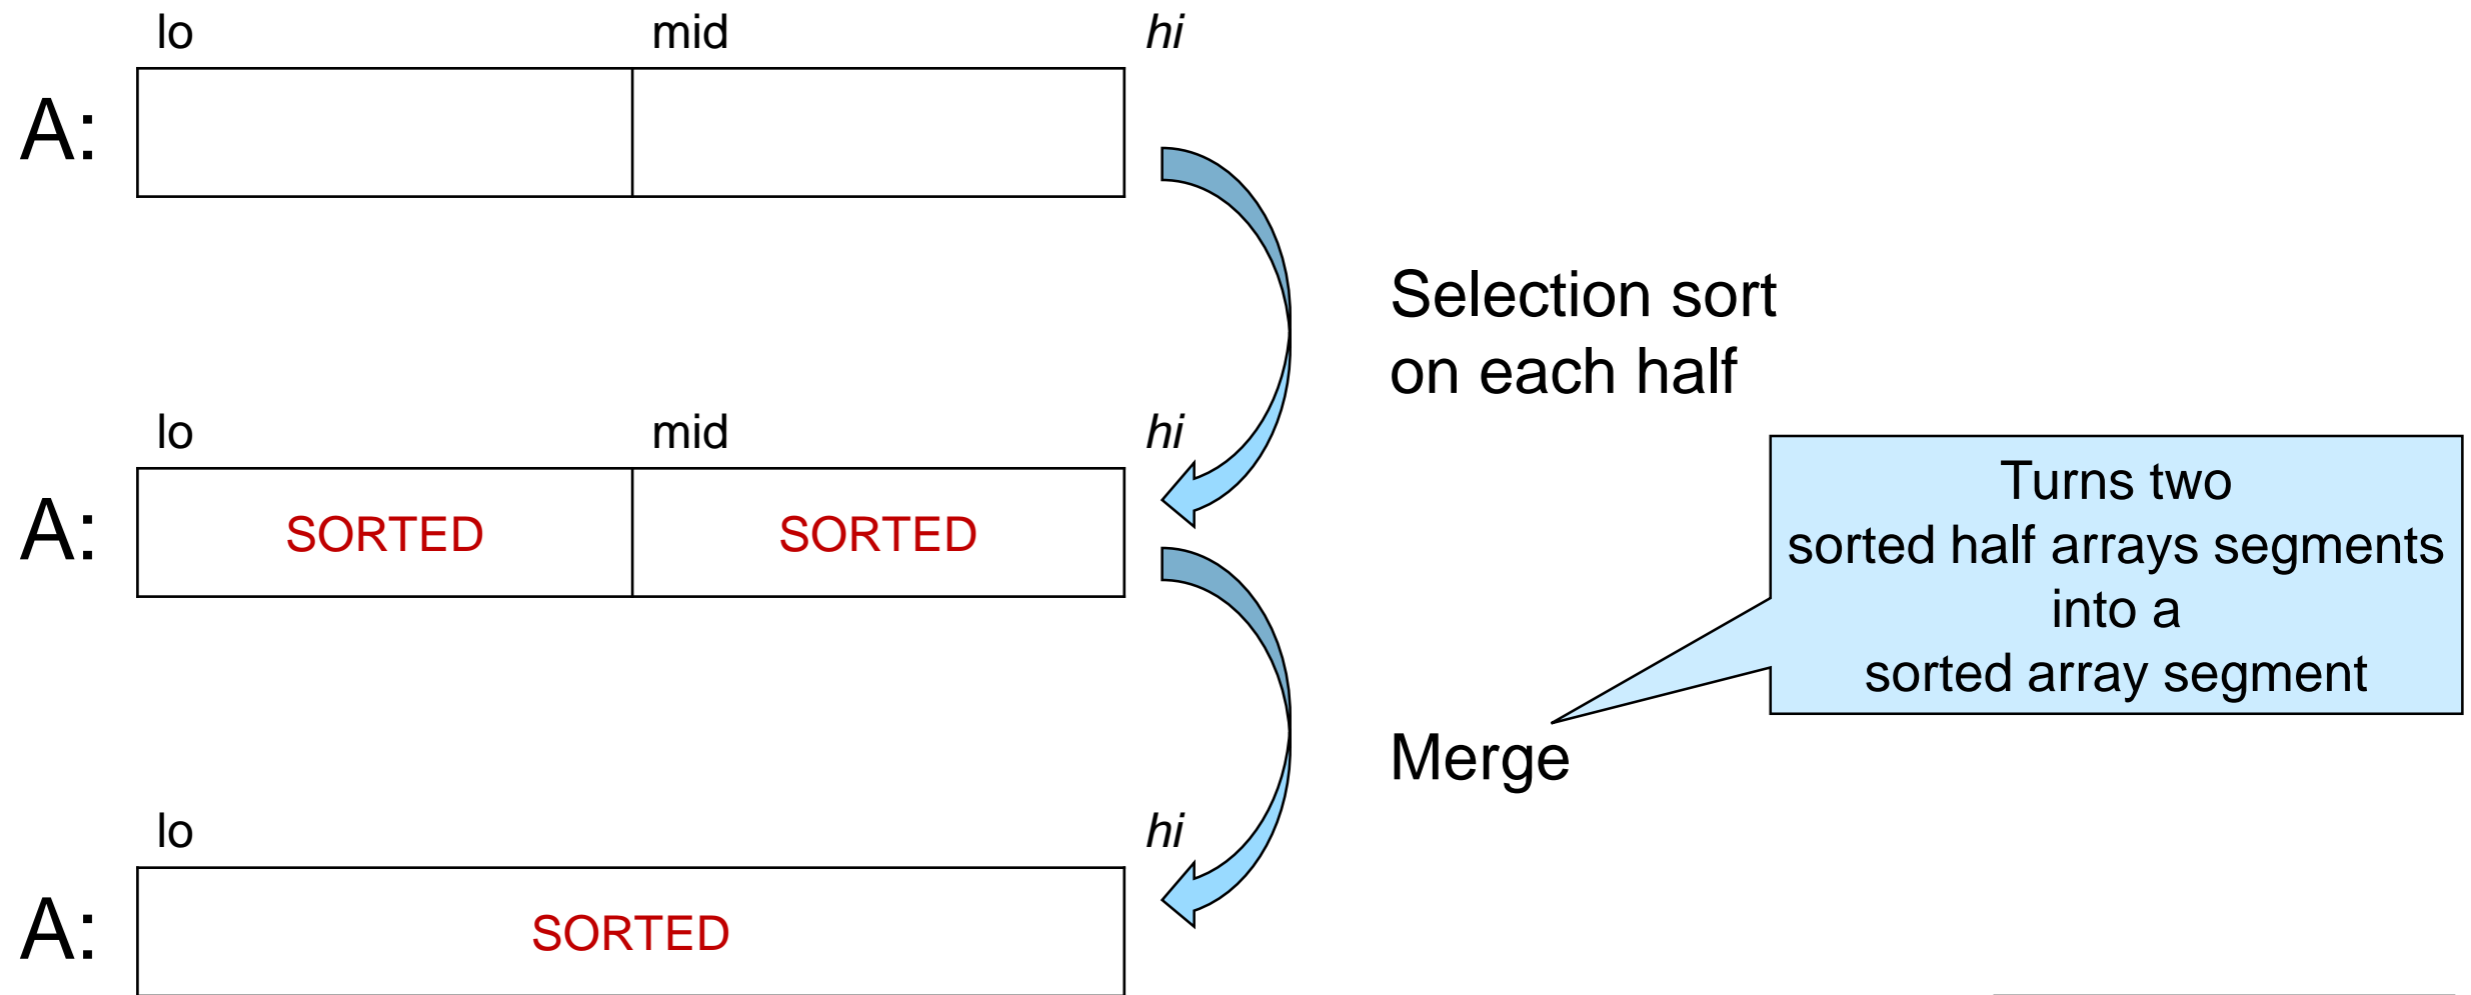 lo mid hi
A:
Selection sort
on each half
lo mid hi
A: SORTED SORTED
Turns two
sorted half arrays segments
into a
sorted array segment
Merge
lo hi
A: SORTED